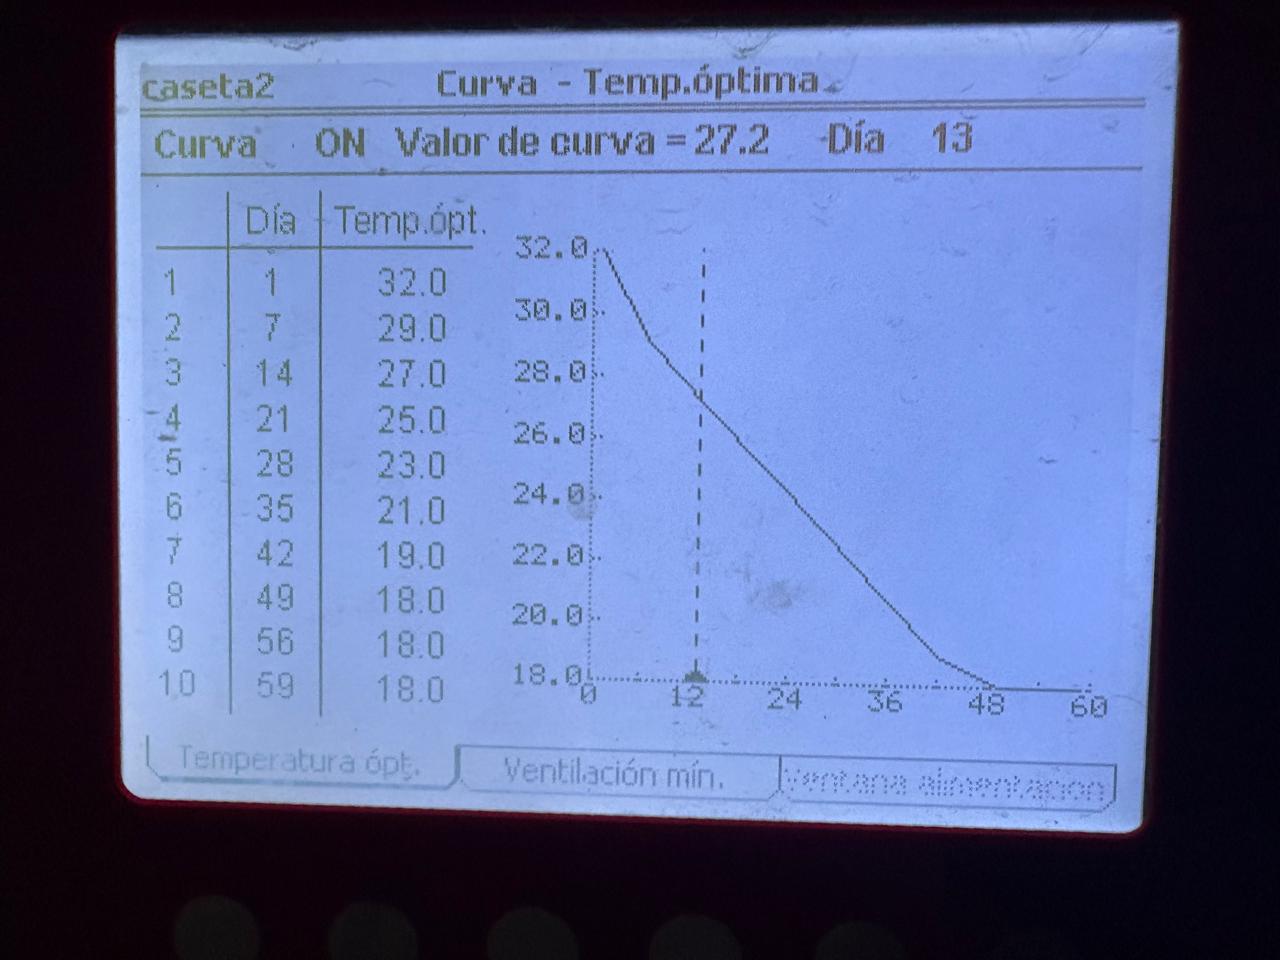 caseta2 Curva - Temp.óptima
Curva ON Valor de curva = 27.2 Día 13
Día Temp.ópt.
1 1 32.0
2 7 29.0
3 14 27.0
4 21 25.0
5 28 23.0
6 35 21.0
7 42 19.0
8 49 18.0
9 56 18.0
10 59 18.0
32.0
30.0
28.0
26.0
24.0
22.0
20.0
18.0
0 12 24 36 48 60
Temperatura ópt. Ventilación mín. Ventana alimentación